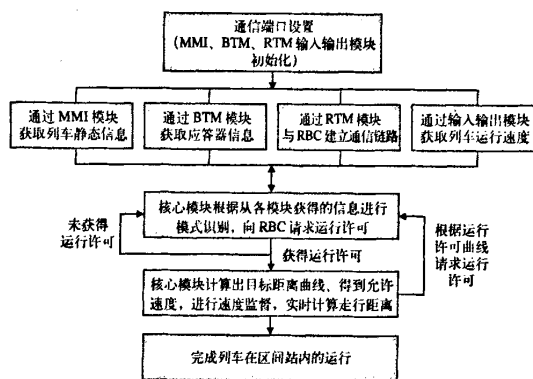 通信端口设置
(MMI、BTM、RTM 输入输出模块
初始化)
通过 MMI 模块
获取列车静态信息
通过 BTM 模块
获取应答器信息
通过 RTM 模块
与RBC 建立通信链路
通过输入输出模块
获取列车运行速度
核心模块根据从各模块获得的信息进行
模式识别，向 RBC 请求运行许可
未获得
运行许可
获得运行许可
根据运行
许可曲线
请求运行
许可
核心模块计算出目标距离曲线、得到允许
速度，进行速度监督，实时计算走行距离
完成列车在区间站内的运行